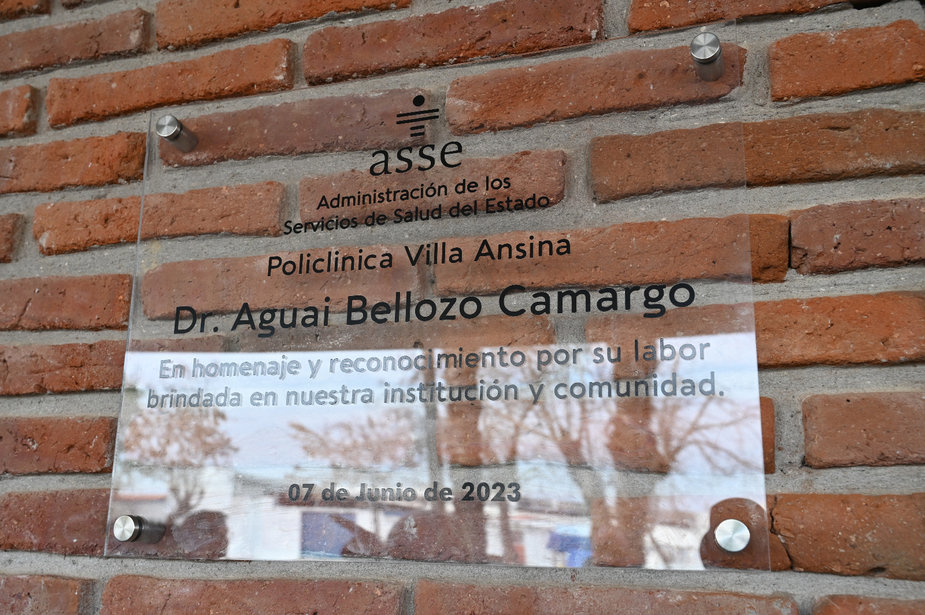 asse
Administración de los
Servicios de Salud del Estado
Policlinica Villa Ansina
Dr. Aguai Bellozo Camargo
En homenaje y reconocimiento por su labor
brindada en nuestra institución y comunidad.
07 de Junio de 2023